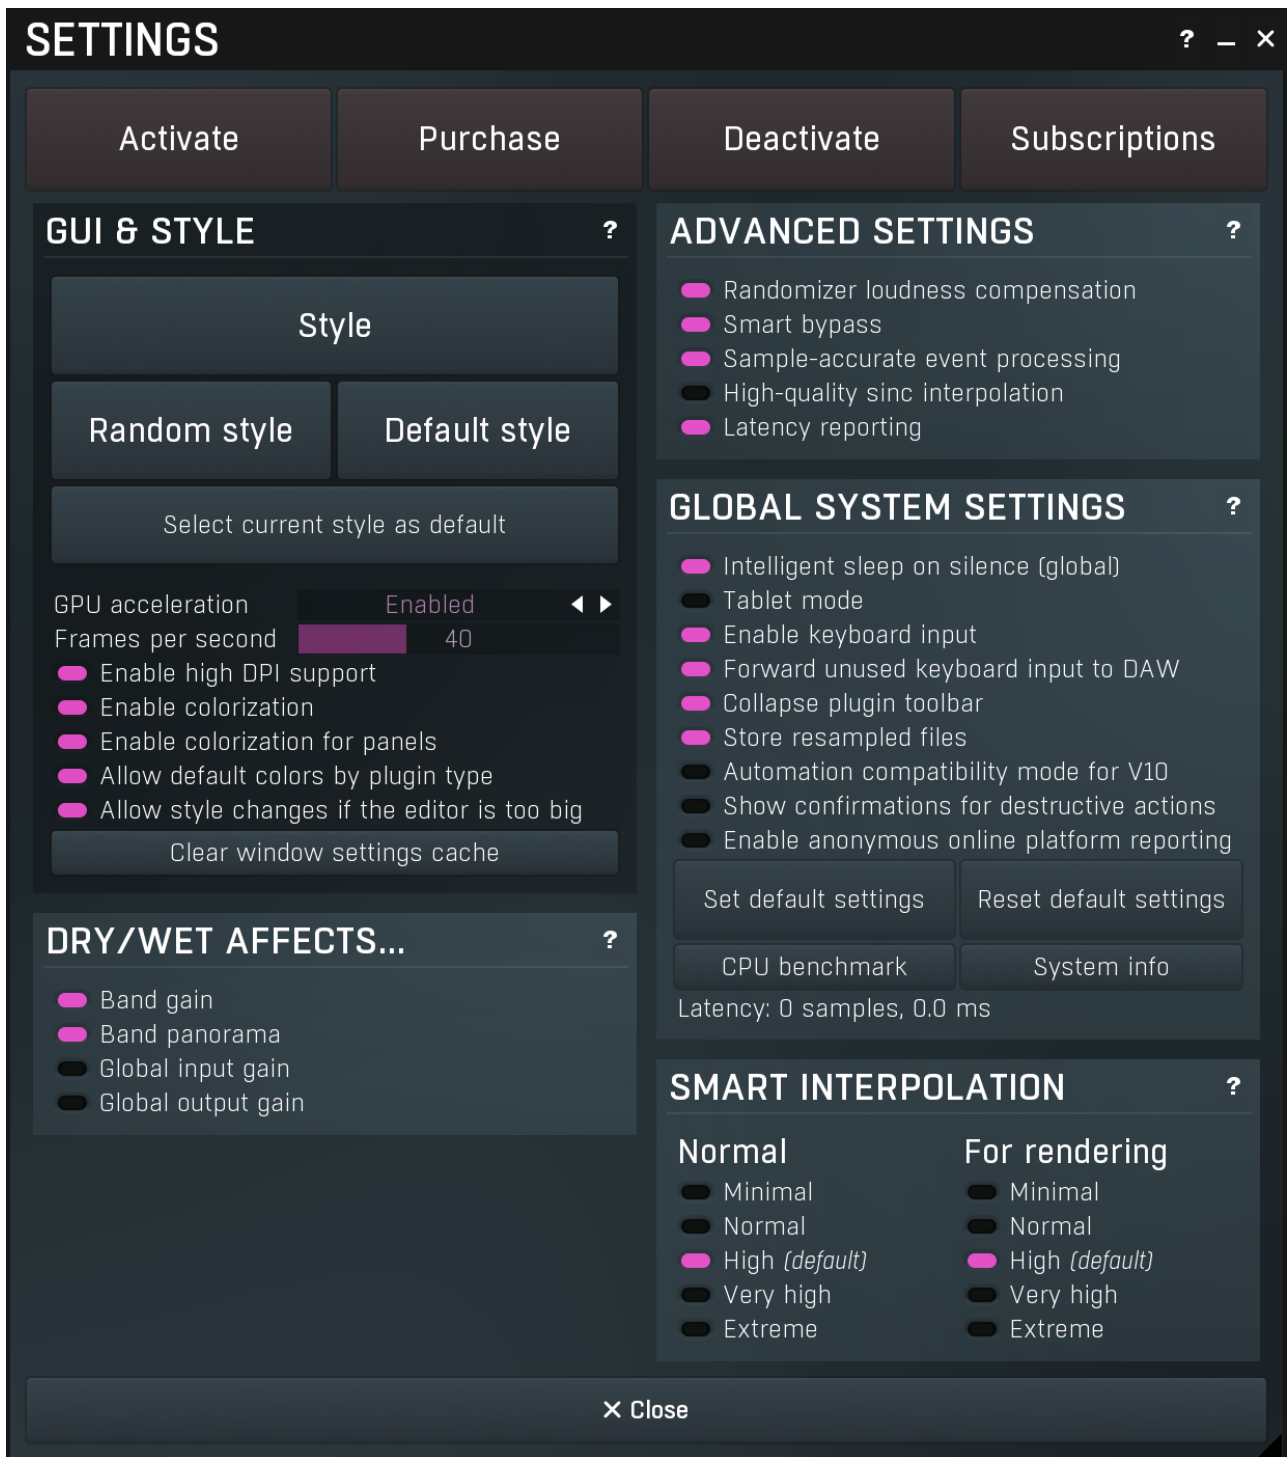 SETTINGS ? _ ✕
Activate Purchase Deactivate Subscriptions
GUI & STYLE ?
Style
Random style Default style
Select current style as default
GPU acceleration Enabled
Frames per second 40
Enable high DPI support
Enable colorization
Enable colorization for panels
Allow default colors by plugin type
Allow style changes if the editor is too big
Clear window settings cache
DRY/WET AFFECTS... ?
Band gain
Band panorama
Global input gain
Global output gain
ADVANCED SETTINGS ?
Randomizer loudness compensation
Smart bypass
Sample-accurate event processing
High-quality sinc interpolation
Latency reporting
GLOBAL SYSTEM SETTINGS ?
Intelligent sleep on silence (global)
Tablet mode
Enable keyboard input
Forward unused keyboard input to DAW
Collapse plugin toolbar
Store resampled files
Automation compatibility mode for V10
Show confirmations for destructive actions
Enable anonymous online platform reporting
Set default settings Reset default settings
CPU benchmark System info
Latency: 0 samples, 0.0 ms
SMART INTERPOLATION ?
Normal
Minimal
Normal
High (default)
Very high
Extreme
For rendering
Minimal
Normal
High (default)
Very high
Extreme
✕ Close